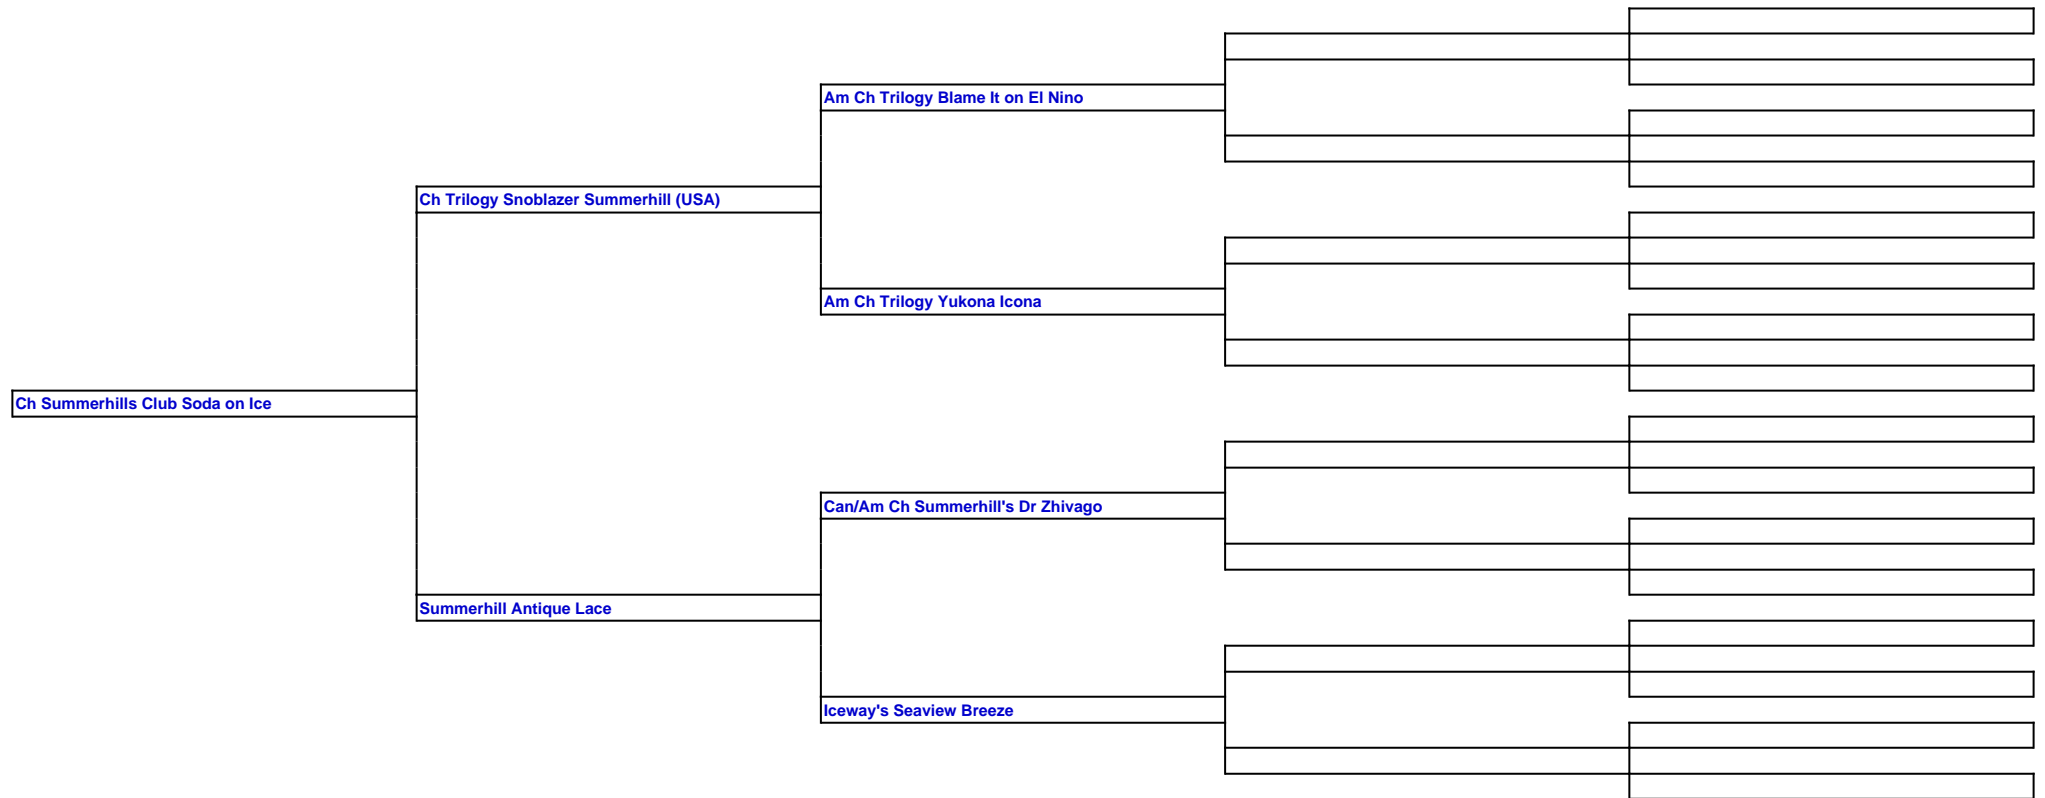 Am Ch Trilogy Blame It on El Nino
Ch Trilogy Snoblazer Summerhill (USA)
Am Ch Trilogy Yukona Icona
Ch Summerhills Club Soda on Ice
Can/Am Ch Summerhill's Dr Zhivago
Summerhill Antique Lace
Iceway's Seaview Breeze